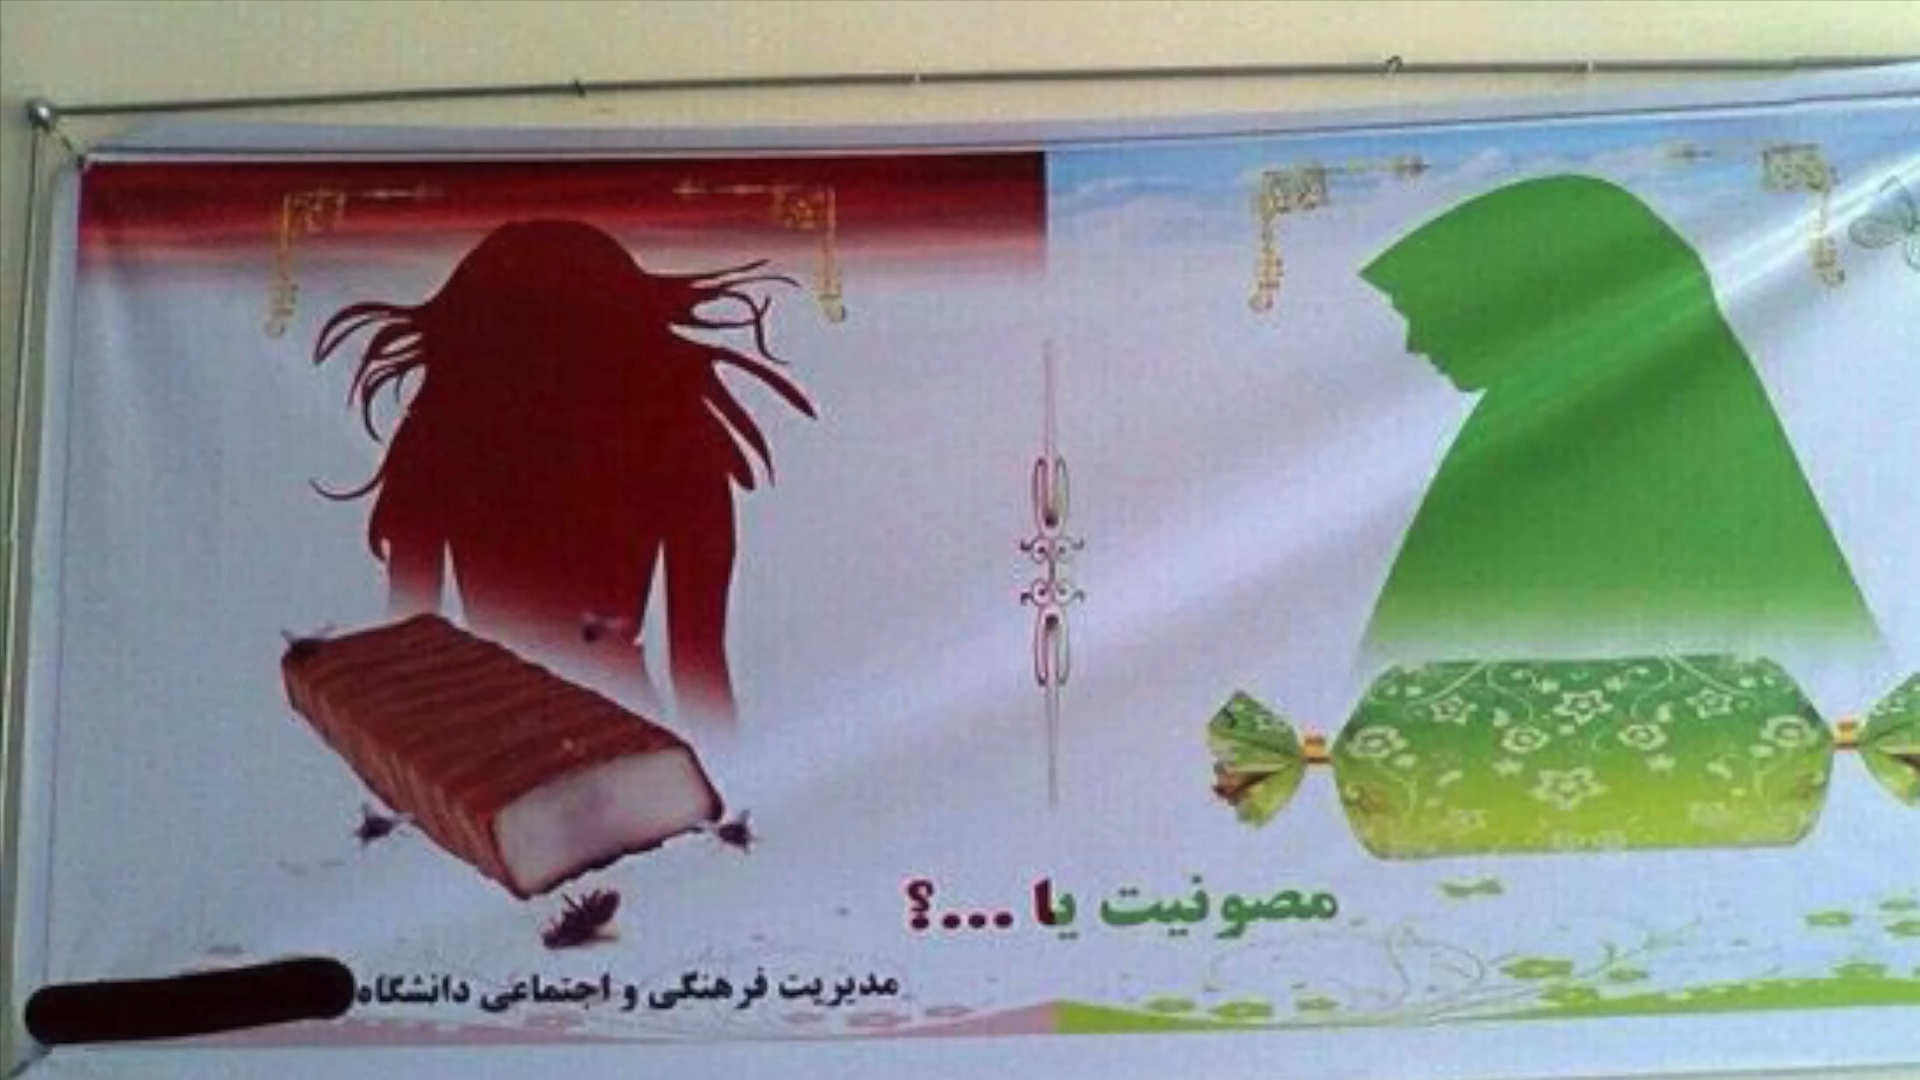 مصونیت یا ...؟
مدیریت فرهنگی و اجتماعی دانشگاه